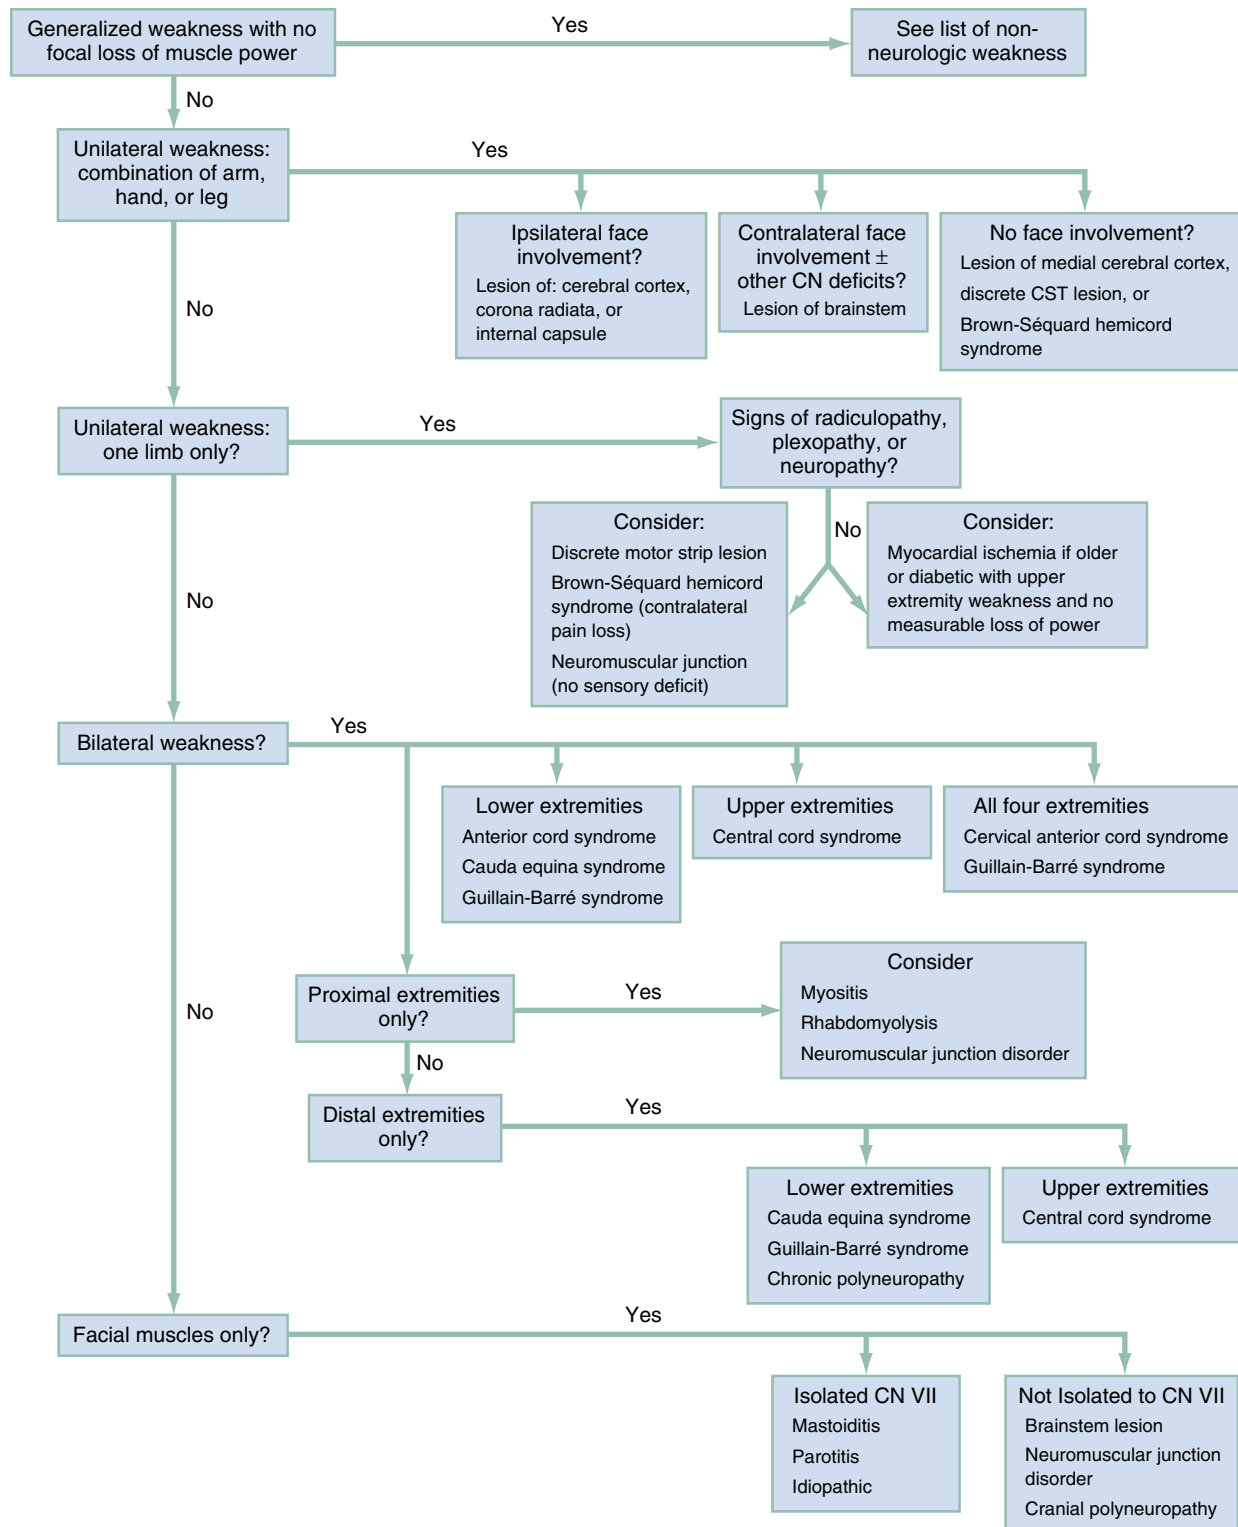 Generalized weakness with no
focal loss of muscle power
Yes
See list of non-
neurologic weakness
No
Unilateral weakness:
combination of arm,
hand, or leg
Yes
Ipsilateral face
involvement?
Lesion of: cerebral cortex,
corona radiata, or
internal capsule
Contralateral face
involvement ±
other CN deficits?
Lesion of brainstem
No face involvement?
Lesion of medial cerebral cortex,
discrete CST lesion, or
Brown-Séquard hemicord
syndrome
No
Unilateral weakness:
one limb only?
Yes
Signs of radiculopathy,
plexopathy, or
neuropathy?
No
Consider:
Discrete motor strip lesion
Brown-Séquard hemicord
syndrome (contralateral
pain loss)
Neuromuscular junction
(no sensory deficit)
Consider:
Myocardial ischemia if older
or diabetic with upper
extremity weakness and no
measurable loss of power
No
Bilateral weakness?
Yes
Lower extremities
Anterior cord syndrome
Cauda equina syndrome
Guillain-Barré syndrome
Upper extremities
Central cord syndrome
All four extremities
Cervical anterior cord syndrome
Guillain-Barré syndrome
Proximal extremities
only?
Yes
Consider
Myositis
Rhabdomyolysis
Neuromuscular junction disorder
No
No
Distal extremities
only?
Yes
Lower extremities
Cauda equina syndrome
Guillain-Barré syndrome
Chronic polyneuropathy
Upper extremities
Central cord syndrome
Facial muscles only?
Yes
Isolated CN VII
Mastoiditis
Parotitis
Idiopathic
Not Isolated to CN VII
Brainstem lesion
Neuromuscular junction
disorder
Cranial polyneuropathy